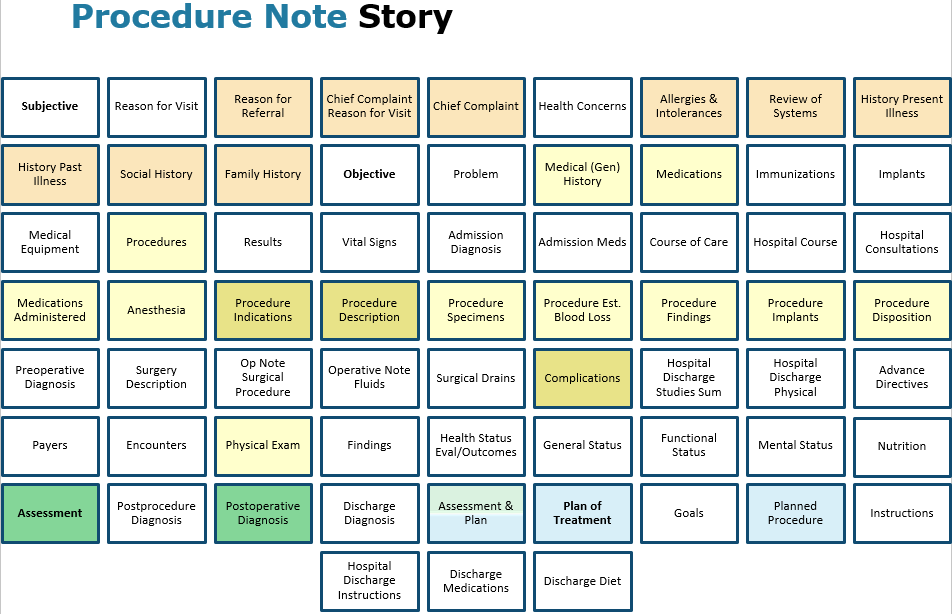 Procedure Note Story
Subjective
Reason for Visit
Reason for
Referral
Chief Complaint
Reason for Visit
Chief Complaint
Health Concerns
Allergies &
Intolerances
Review of
Systems
History Present
Illness
History Past
Illness
Social History
Family History
Objective
Problem
Medical (Gen)
History
Medications
Immunizations
Implants
Medical
Equipment
Procedures
Results
Vital Signs
Admission
Diagnosis
Admission Meds
Course of Care
Hospital Course
Hospital
Consultations
Medications
Administered
Anesthesia
Procedure
Indications
Procedure
Description
Procedure
Specimens
Procedure Est.
Blood Loss
Procedure
Findings
Procedure
Implants
Procedure
Disposition
Preoperative
Diagnosis
Surgery
Description
Op Note
Surgical
Procedure
Operative Note
Fluids
Surgical Drains
Complications
Hospital
Discharge
Studies Sum
Hospital
Discharge
Physical
Advance
Directives
Payers
Encounters
Physical Exam
Findings
Health Status
Eval/Outcomes
General Status
Functional
Status
Mental Status
Nutrition
Assessment
Postprocedure
Diagnosis
Postoperative
Diagnosis
Discharge
Diagnosis
Assessment &
Plan
Plan of
Treatment
Goals
Planned
Procedure
Instructions
Hospital
Discharge
Instructions
Discharge
Medications
Discharge Diet